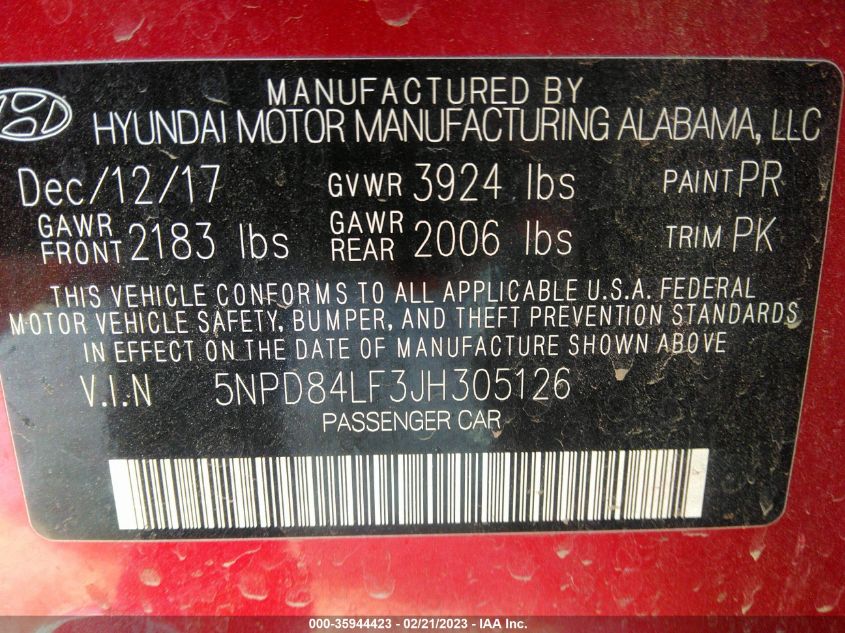 MANUFACTURED BY
HYUNDAI MOTOR MANUFACTURING ALABAMA, LLC
Dec/12/17 GVWR 3924 lbs PAINT PR
GAWR FRONT 2183 lbs GAWR REAR 2006 lbs TRIM PK
THIS VEHICLE CONFORMS TO ALL APPLICABLE U.S.A. FEDERAL
MOTOR VEHICLE SAFETY, BUMPER, AND THEFT PREVENTION STANDARDS
IN EFFECT ON THE DATE OF MANUFACTURE SHOWN ABOVE
V.I.N 5NPD84LF3JH305126
PASSENGER CAR
000-35944423 - 02/21/2023 - IAA Inc.